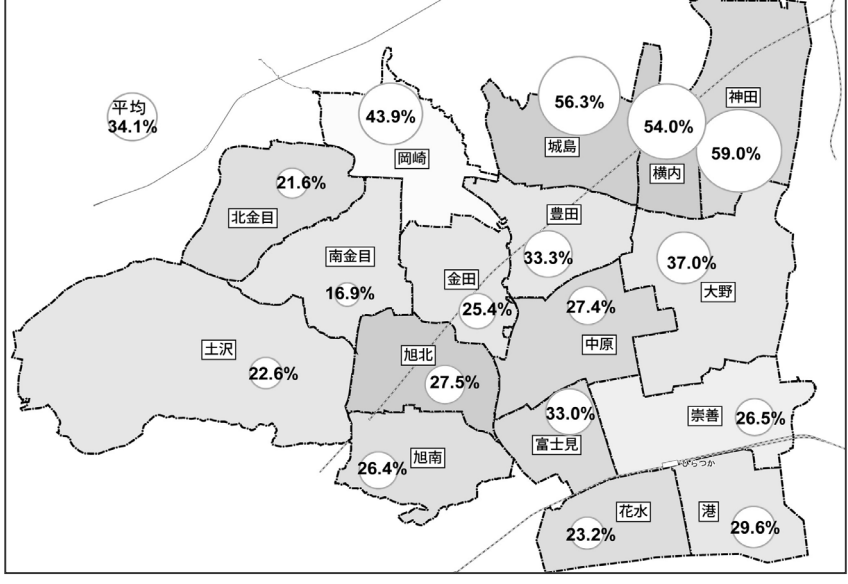 平均
34.1%
43.9%
岡崎
56.3%
城島
54.0%
横内
神田
59.0%
21.6%
北金目
南金目
16.9%
金田
25.4%
豊田
33.3%
37.0%
大野
27.4%
中原
土沢
22.6%
旭北
27.5%
33.0%
富士見
崇善
26.5%
ひらつか
26.4%
旭南
花水
23.2%
港
29.6%